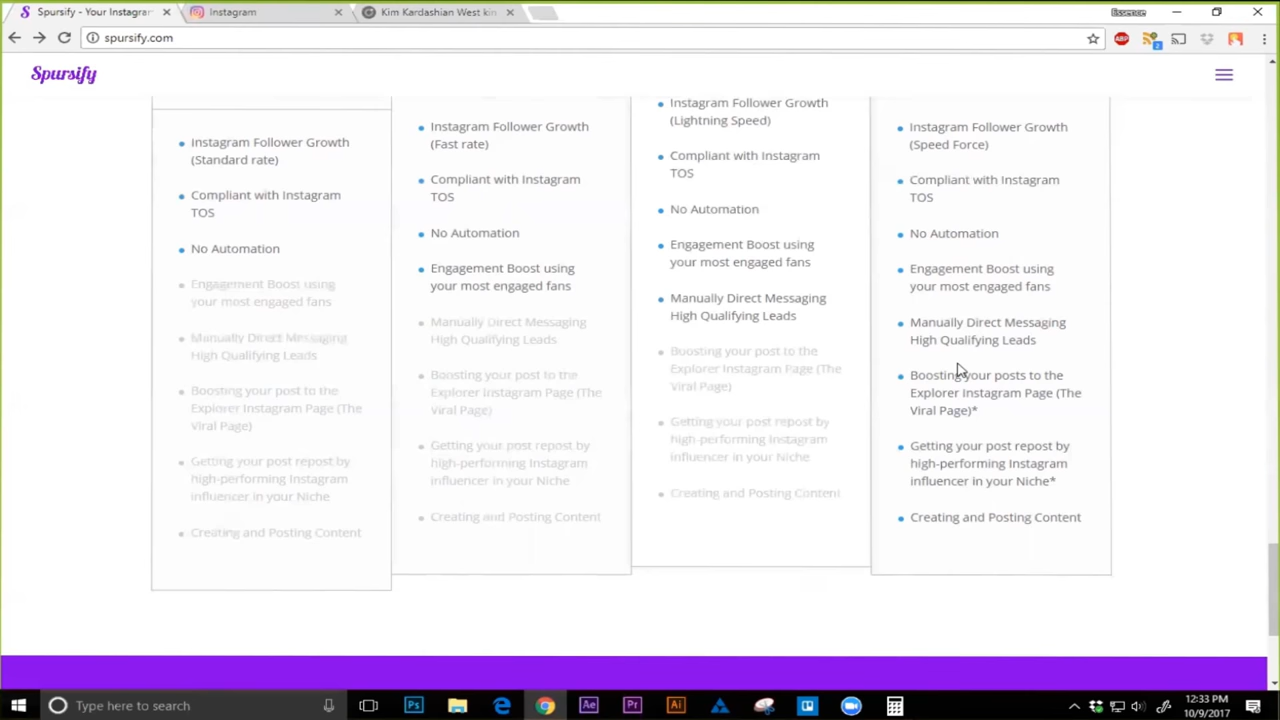 Spursify - Your Instagran
Instagram
Kim Kardashian West kin
Essence
spursify.com
ABP
2
Spursify
Instagram Follower Growth
(Standard rate)
Compliant with Instagram
TOS
No Automation
Engagement Boost using
your most engaged fans
Manually Direct Messaging
High Qualifying Leads
Boosting your post to the
Explorer Instagram Page (The
Viral Page)
Getting your post repost by
high-performing Instagram
influencer in your Niche
Creating and Posting Content
Instagram Follower Growth
(Fast rate)
Compliant with Instagram
TOS
No Automation
Engagement Boost using
your most engaged fans
Manually Direct Messaging
High Qualifying Leads
Boosting your post to the
Explorer Instagram Page (The
Viral Page)
Getting your post repost by
high-performing Instagram
influencer in your Niche
Creating and Posting Content
Instagram Follower Growth
(Lightning Speed)
Compliant with Instagram
TOS
No Automation
Engagement Boost using
your most engaged fans
Manually Direct Messaging
High Qualifying Leads
Boosting your post to the
Explorer Instagram Page (The
Viral Page)
Getting your post repost by
high-performing Instagram
influencer in your Niche
Creating and Posting Content
Instagram Follower Growth
(Speed Force)
Compliant with Instagram
TOS
No Automation
Engagement Boost using
your most engaged fans
Manually Direct Messaging
High Qualifying Leads
Boosting your posts to the
Explorer Instagram Page (The
Viral Page)*
Getting your post repost by
high-performing Instagram
influencer in your Niche*
Creating and Posting Content
Type here to search
Ps
Ae
Pr
Ai
12:33 PM
10/9/2017